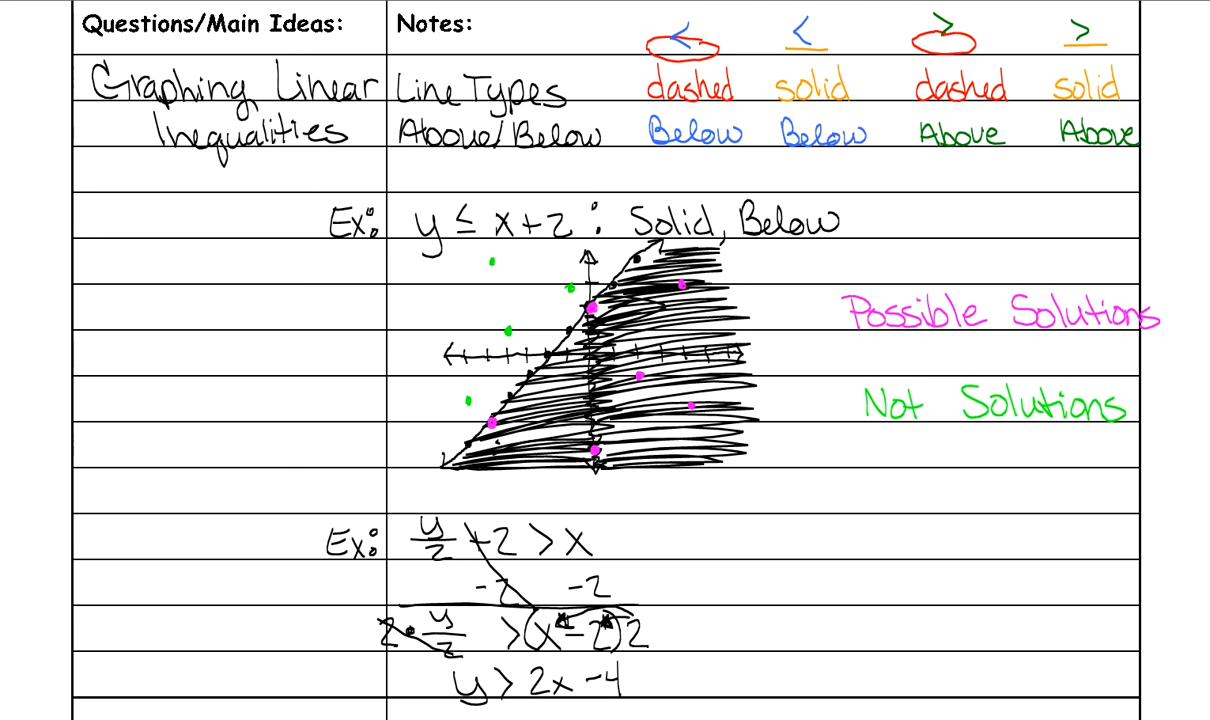 Questions/Main Ideas: Notes: < ≤ > ≥
Graphing Linear Line Types dashed solid dashed solid
Inequalities Above/Below Below Below Above Above
Ex: y ≤ x+2 : Solid, Below
Possible Solutions
Not Solutions
Ex: y/2 +2 > x
-2 -2
2 • y/2 > (x - 2)2
y > 2x -4